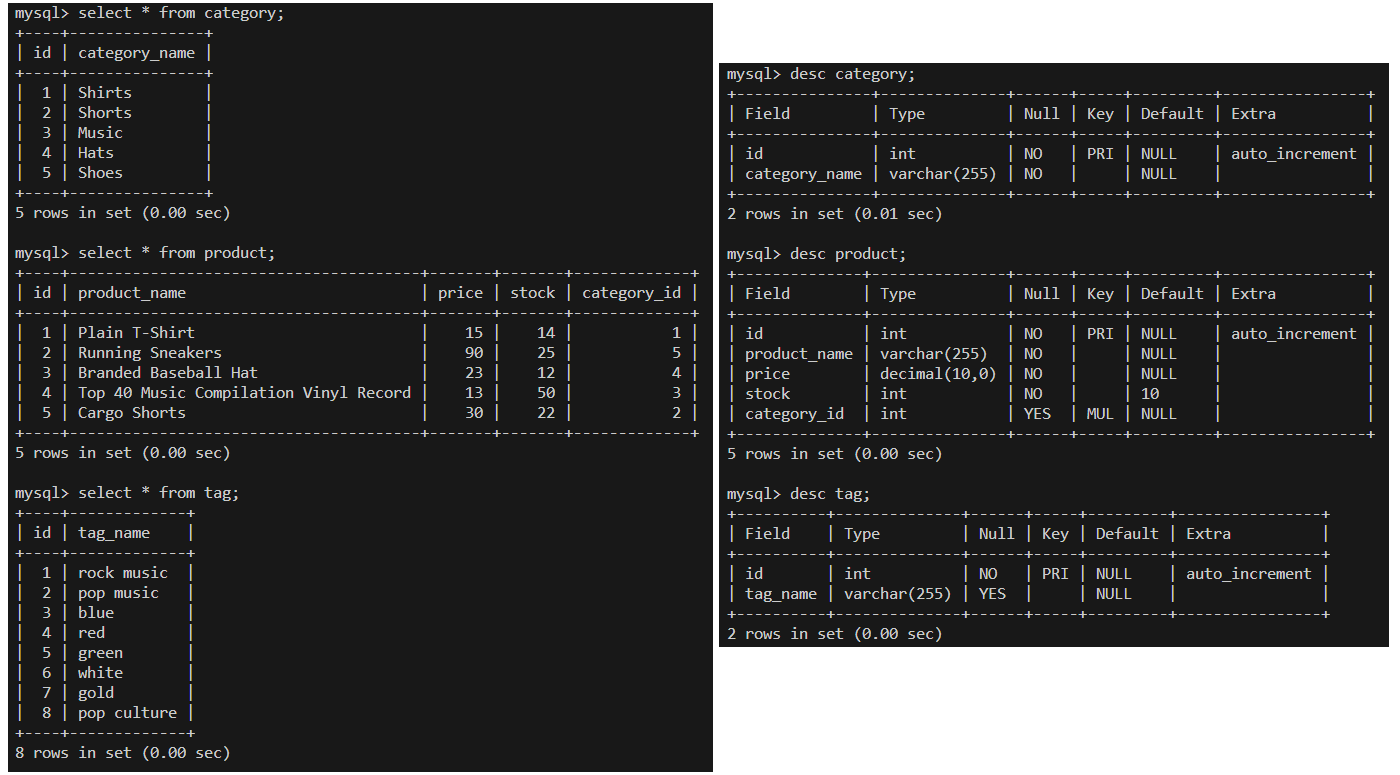 mysql> select * from category;
+----+---------------+
| id | category_name |
+----+---------------+
|  1 | Shirts        |
|  2 | Shorts        |
|  3 | Music         |
|  4 | Hats          |
|  5 | Shoes         |
+----+---------------+
5 rows in set (0.00 sec)

mysql> select * from product;
+----+---------------------------------------+-------+-------+-------------+
| id | product_name                          | price | stock | category_id |
+----+---------------------------------------+-------+-------+-------------+
|  1 | Plain T-Shirt                         |    15 |    14 |           1 |
|  2 | Running Sneakers                      |    90 |    25 |           5 |
|  3 | Branded Baseball Hat                  |    23 |    12 |           4 |
|  4 | Top 40 Music Compilation Vinyl Record |    13 |    50 |           3 |
|  5 | Cargo Shorts                          |    30 |    22 |           2 |
+----+---------------------------------------+-------+-------+-------------+
5 rows in set (0.00 sec)

mysql> select * from tag;
+----+-------------+
| id | tag_name    |
+----+-------------+
|  1 | rock music  |
|  2 | pop music   |
|  3 | blue        |
|  4 | red         |
|  5 | green       |
|  6 | white       |
|  7 | gold        |
|  8 | pop culture |
+----+-------------+
8 rows in set (0.00 sec)

mysql> desc category;
+---------------+--------------+------+-----+---------+----------------+
| Field         | Type         | Null | Key | Default | Extra          |
+---------------+--------------+------+-----+---------+----------------+
| id            | int          | NO   | PRI | NULL    | auto_increment |
| category_name | varchar(255) | NO   |     | NULL    |                |
+---------------+--------------+------+-----+---------+----------------+
2 rows in set (0.01 sec)

mysql> desc product;
+--------------+---------------+------+-----+---------+----------------+
| Field        | Type          | Null | Key | Default | Extra          |
+--------------+---------------+------+-----+---------+----------------+
| id           | int           | NO   | PRI | NULL    | auto_increment |
| product_name | varchar(255)  | NO   |     | NULL    |                |
| price        | decimal(10,0) | NO   |     | NULL    |                |
| stock        | int           | NO   |     | 10      |                |
| category_id  | int           | YES  | MUL | NULL    |                |
+--------------+---------------+------+-----+---------+----------------+
5 rows in set (0.00 sec)

mysql> desc tag;
+----------+--------------+------+-----+---------+----------------+
| Field    | Type         | Null | Key | Default | Extra          |
+----------+--------------+------+-----+---------+----------------+
| id       | int          | NO   | PRI | NULL    | auto_increment |
| tag_name | varchar(255) | YES  |     | NULL    |                |
+----------+--------------+------+-----+---------+----------------+
2 rows in set (0.00 sec)